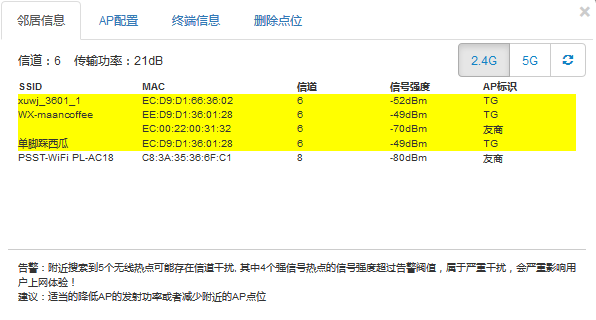 邻居信息 AP配置 终端信息 删除点位
信道：6 传输功率：21dB 2.4G 5G
SSID MAC 信道 信号强度 AP标识
xuwj_3601_1 EC:D9:D1:66:36:02 6 -52dBm TG
WX-maancoffee EE:D9:D1:36:01:28 6 -49dBm TG
EC:00:22:00:31:32 6 -70dBm 友商
单脚踩西瓜 EC:D9:D1:36:01:28 6 -49dBm TG
PSST-WiFi PL-AC18 C8:3A:35:36:6F:C1 8 -80dBm 友商
告警：附近搜索到5个无线热点可能存在信道干扰, 其中4个强信号热点的信号强度超过告警阀值，属于严重干扰，会严重影响用
户上网体验！
建议：适当的降低AP的发射功率或者减少附近的AP点位